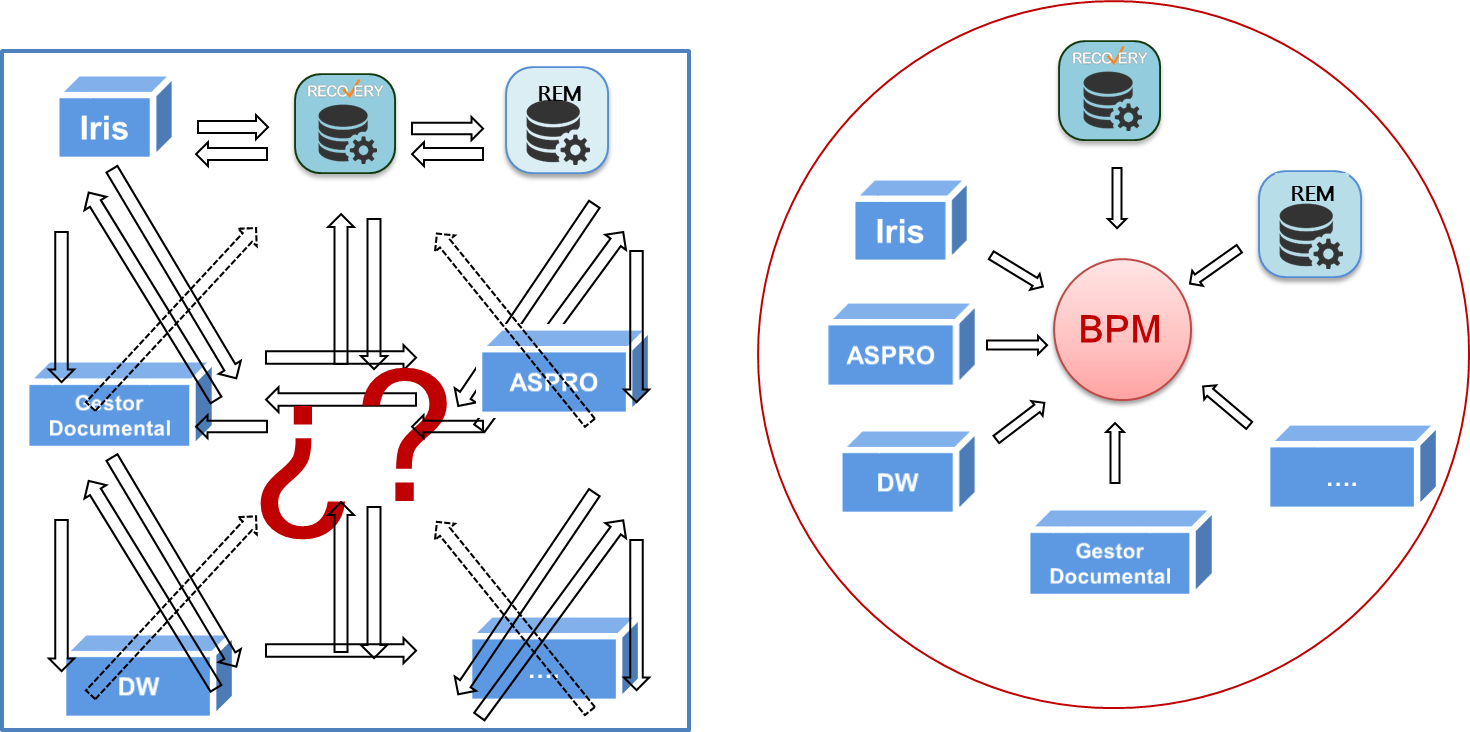 Iris
RECOVERY
REM
Gestor
Documental
ASPRO
¿?
DW
....
RECOVERY
REM
Iris
BPM
ASPRO
DW
....
Gestor
Documental